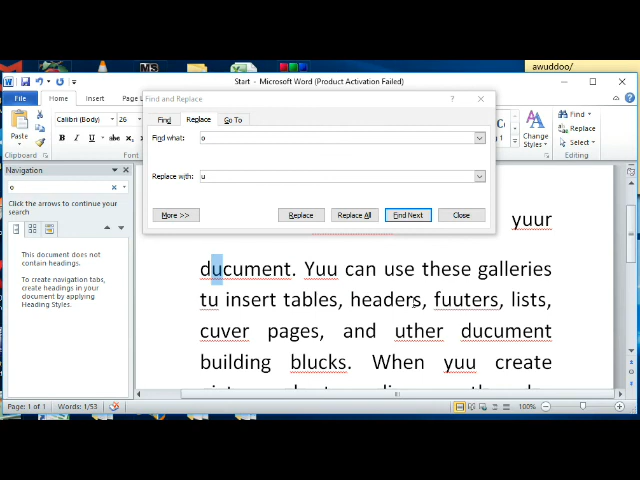 awuddoo/
MS
W Start - Microsoft Word (Product Activation Failed)
File Home Insert Page L
Calibri (Body) 26
B I U abc
Paste
Clipboard
Change
Styles
Find
Replace
Select
Editing
Find and Replace ?
Find Replace Go To
Find what: o
Replace with: u
More >> Replace Replace All Find Next Close
Navigation
o
Click the arrows to continue your
search
This document does not
contain headings.
To create navigation tabs,
create headings in your
document by applying
Heading Styles.
yuur
ducument. Yuu can use these galleries
tu insert tables, headers, fuuters, lists,
cuver pages, and uther ducument
building blucks. When yuu create
Page: 1 of 1 Words: 1/53 100%